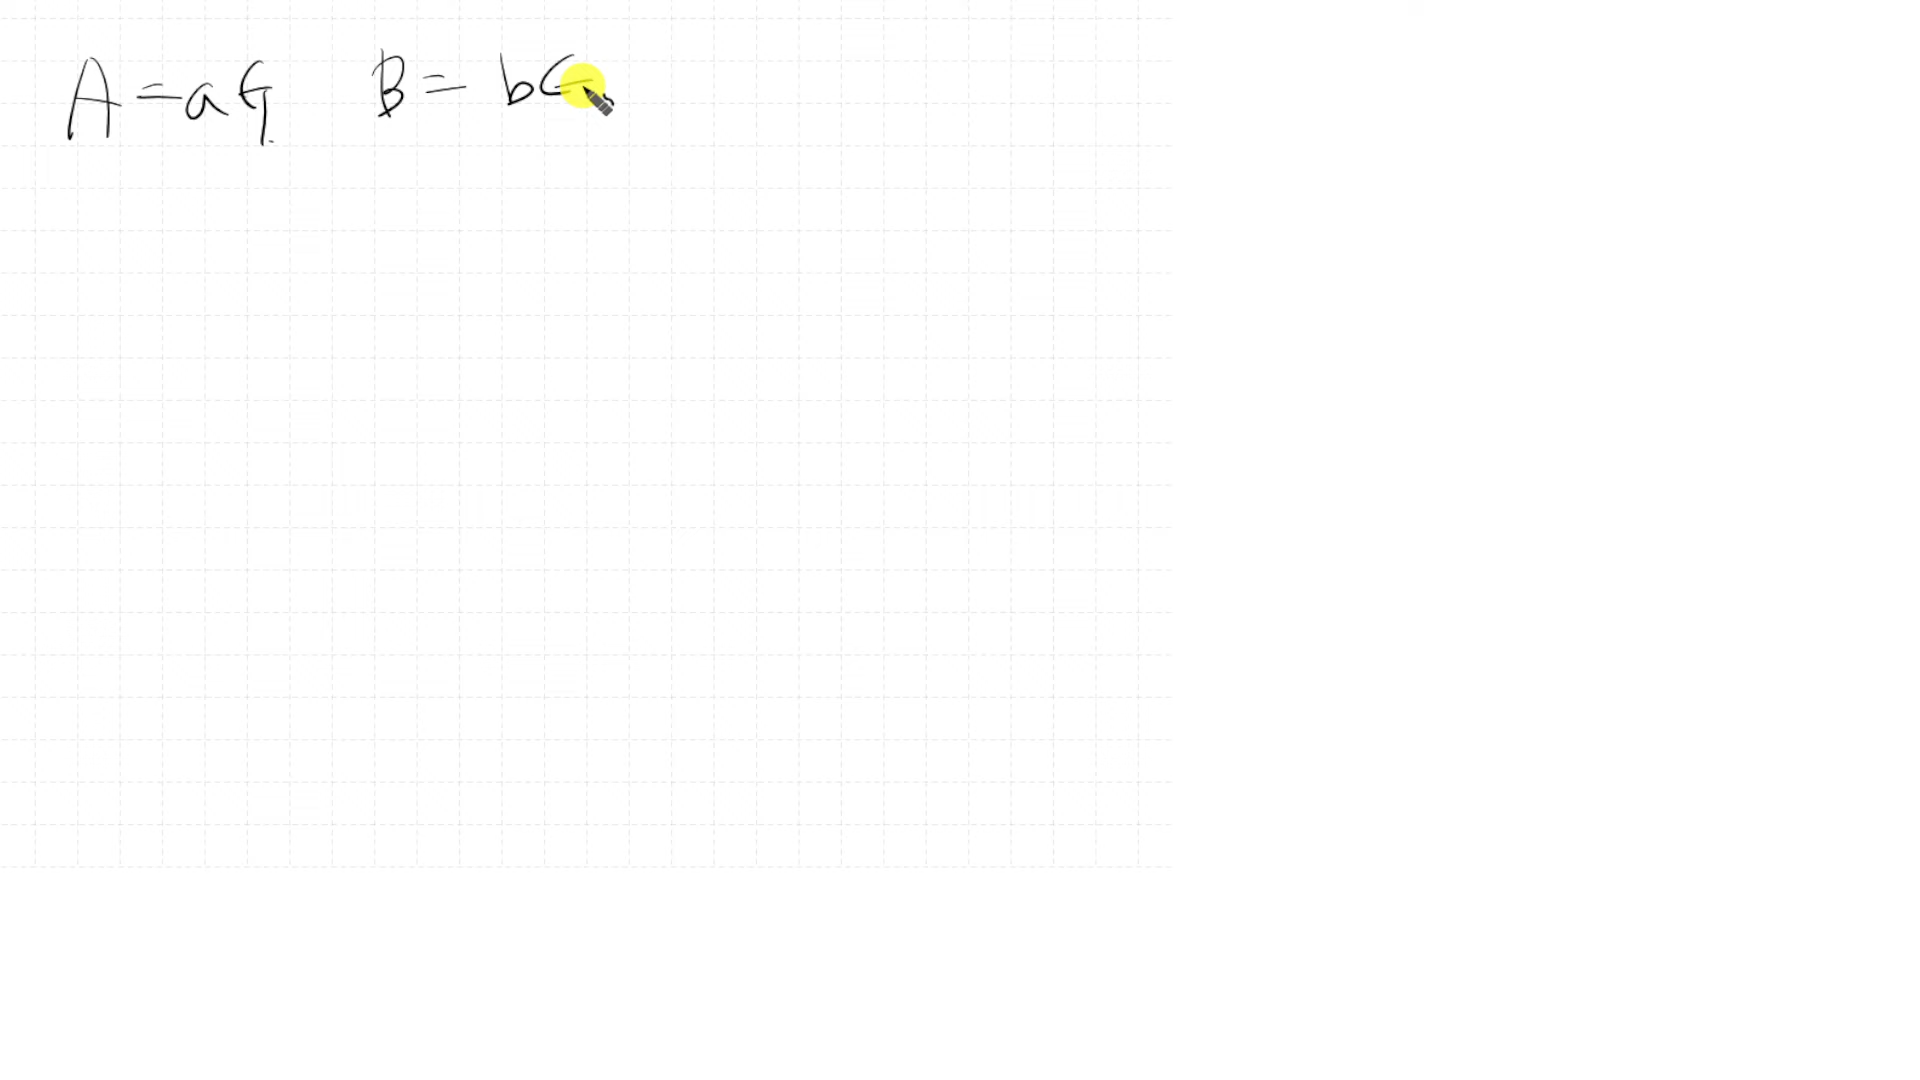 A = aG B = bG